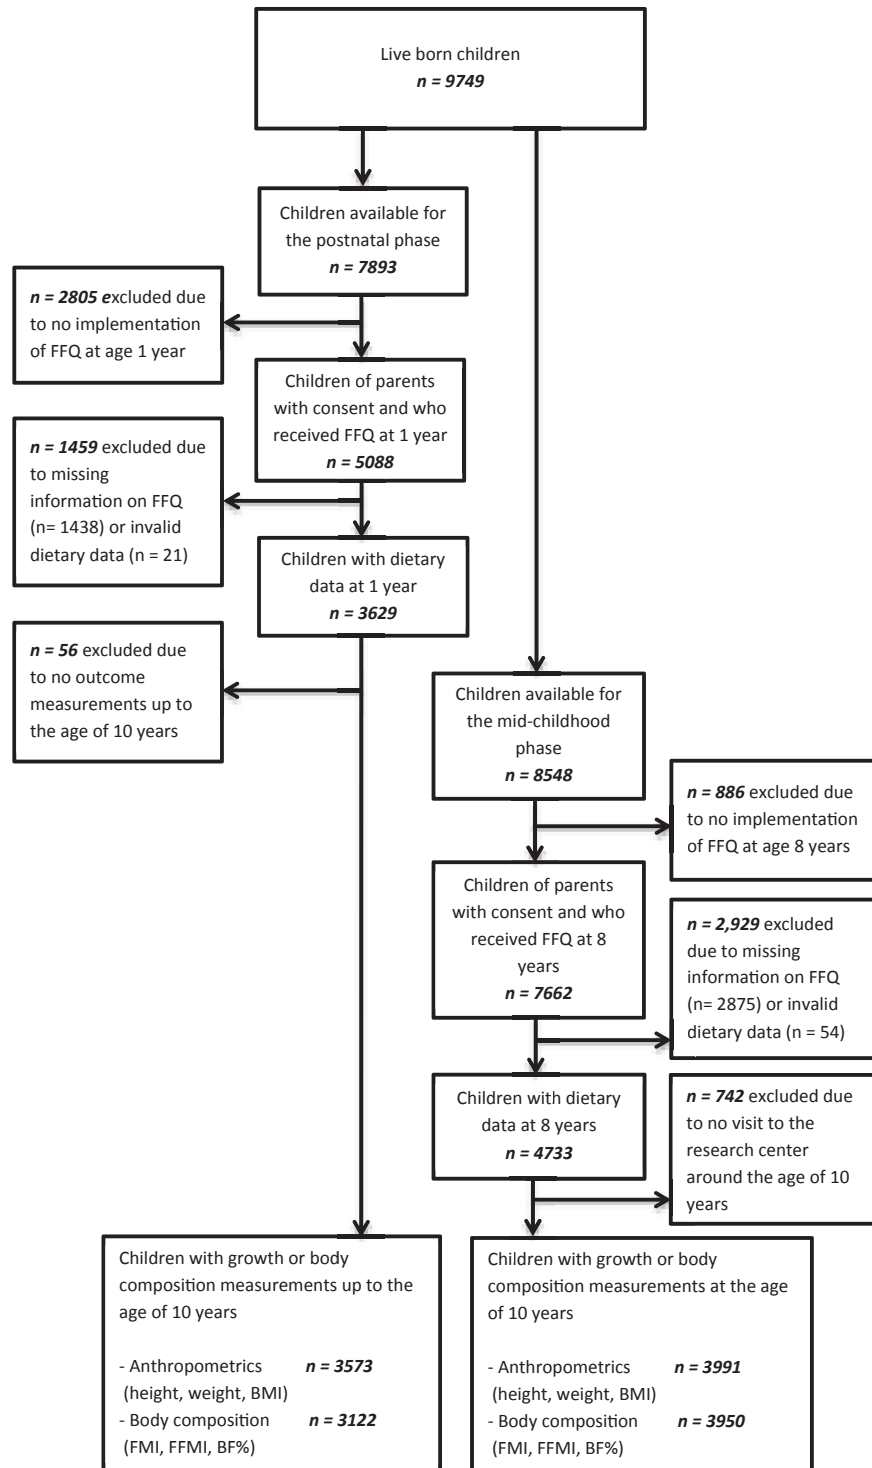 Live born children
n = 9749
Children available for
the postnatal phase
n = 7893
n = 2805 excluded due
to no implementation
of FFQ at age 1 year
Children of parents
with consent and who
received FFQ at 1 year
n = 5088
n = 1459 excluded due
to missing
information on FFQ
(n= 1438) or invalid
dietary data (n = 21)
Children with dietary
data at 1 year
n = 3629
n = 56 excluded due
to no outcome
measurements up to
the age of 10 years
Children available for
the mid-childhood
phase
n = 8548
n = 886 excluded due
to no implementation
of FFQ at age 8 years
Children of parents
with consent and who
received FFQ at 8
years
n = 7662
n = 2,929 excluded
due to missing
information on FFQ
(n= 2875) or invalid
dietary data (n = 54)
Children with dietary
data at 8 years
n = 4733
n = 742 excluded due
to no visit to the
research center
around the age of 10
years
Children with growth or body
composition measurements up to the
age of 10 years
- Anthropometrics n = 3573
(height, weight, BMI)
- Body composition n = 3122
(FMI, FFMI, BF%)
Children with growth or body
composition measurements at the age
of 10 years
- Anthropometrics n = 3991
(height, weight, BMI)
- Body composition n = 3950
(FMI, FFMI, BF%)